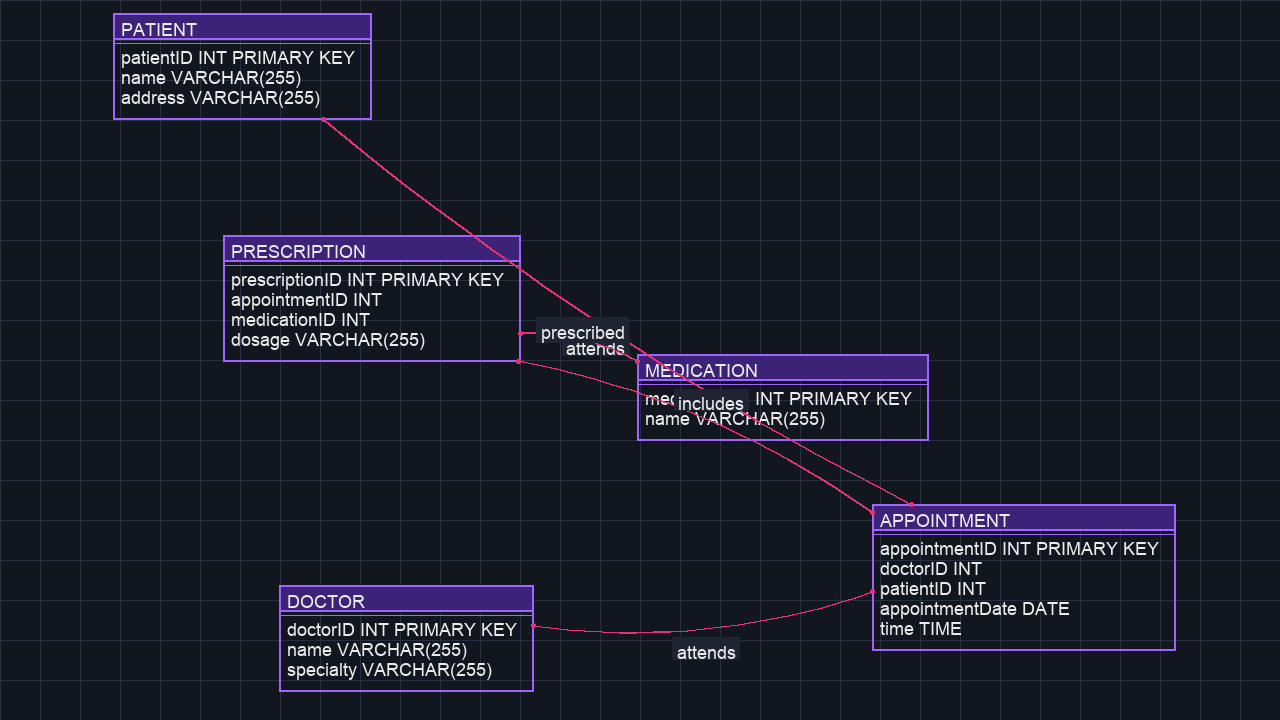 PATIENT
patientID INT PRIMARY KEY
name VARCHAR(255)
address VARCHAR(255)
PRESCRIPTION
prescriptionID INT PRIMARY KEY
appointmentID INT
medicationID INT
dosage VARCHAR(255)
prescribed
attends
MEDICATION
INT PRIMARY KEY
name VARCHAR(255)
includes
APPOINTMENT
appointmentID INT PRIMARY KEY
doctorID INT
patientID INT
appointmentDate DATE
time TIME
DOCTOR
doctorID INT PRIMARY KEY
name VARCHAR(255)
specialty VARCHAR(255)
attends